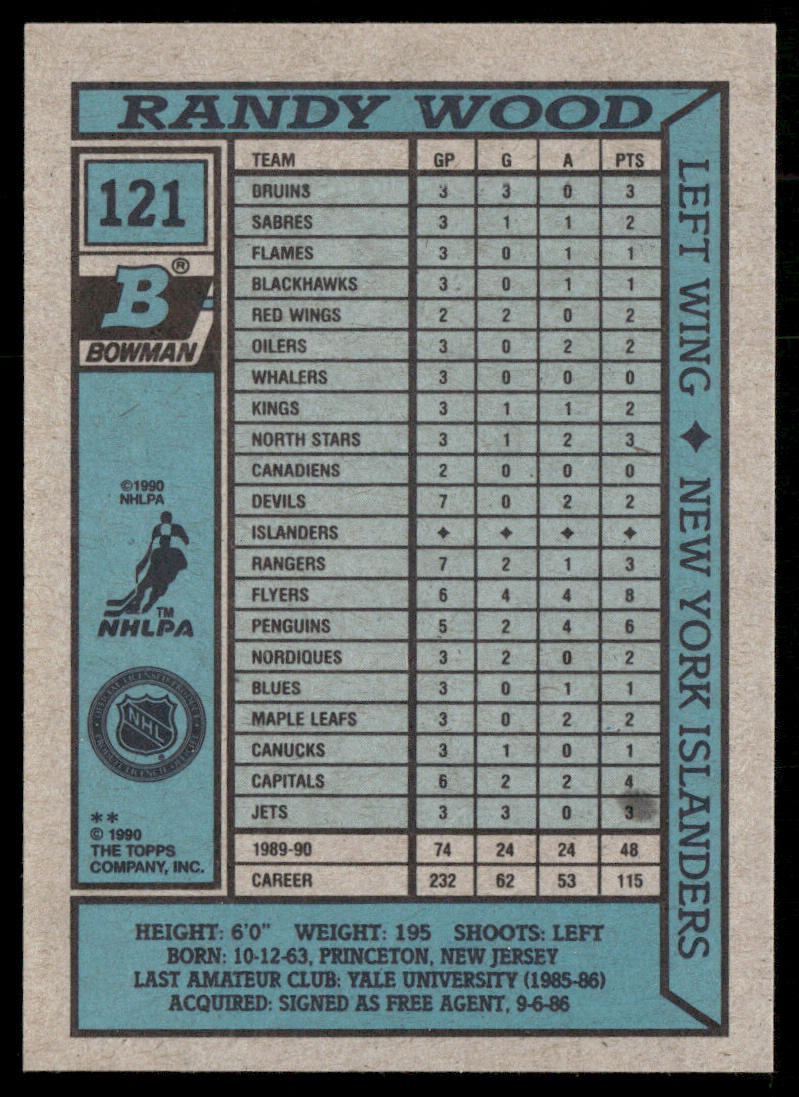 RANDY WOOD
121
B®
BOWMAN
©1990
NHLPA
TM
NHLPA
NHL
®
**
© 1990
THE TOPPS
COMPANY, INC.
TEAM GP G A PTS
BRUINS 3 3 0 3
SABRES 3 1 1 2
FLAMES 3 0 1 1
BLACKHAWKS 3 0 1 1
RED WINGS 2 2 0 2
OILERS 3 0 2 2
WHALERS 3 0 0 0
KINGS 3 1 1 2
NORTH STARS 3 1 2 3
CANADIENS 2 0 0 0
DEVILS 7 0 2 2
ISLANDERS ✦ ✦ ✦ ✦
RANGERS 7 2 1 3
FLYERS 6 4 4 8
PENGUINS 5 2 4 6
NORDIQUES 3 2 0 2
BLUES 3 0 1 1
MAPLE LEAFS 3 0 2 2
CANUCKS 3 1 0 1
CAPITALS 6 2 2 4
JETS 3 3 0 3
1989-90 74 24 24 48
CAREER 232 62 53 115
LEFT WING ✦ NEW YORK ISLANDERS
HEIGHT: 6'0" WEIGHT: 195 SHOOTS: LEFT
BORN: 10-12-63, PRINCETON, NEW JERSEY
LAST AMATEUR CLUB: YALE UNIVERSITY (1985-86)
ACQUIRED: SIGNED AS FREE AGENT, 9-6-86